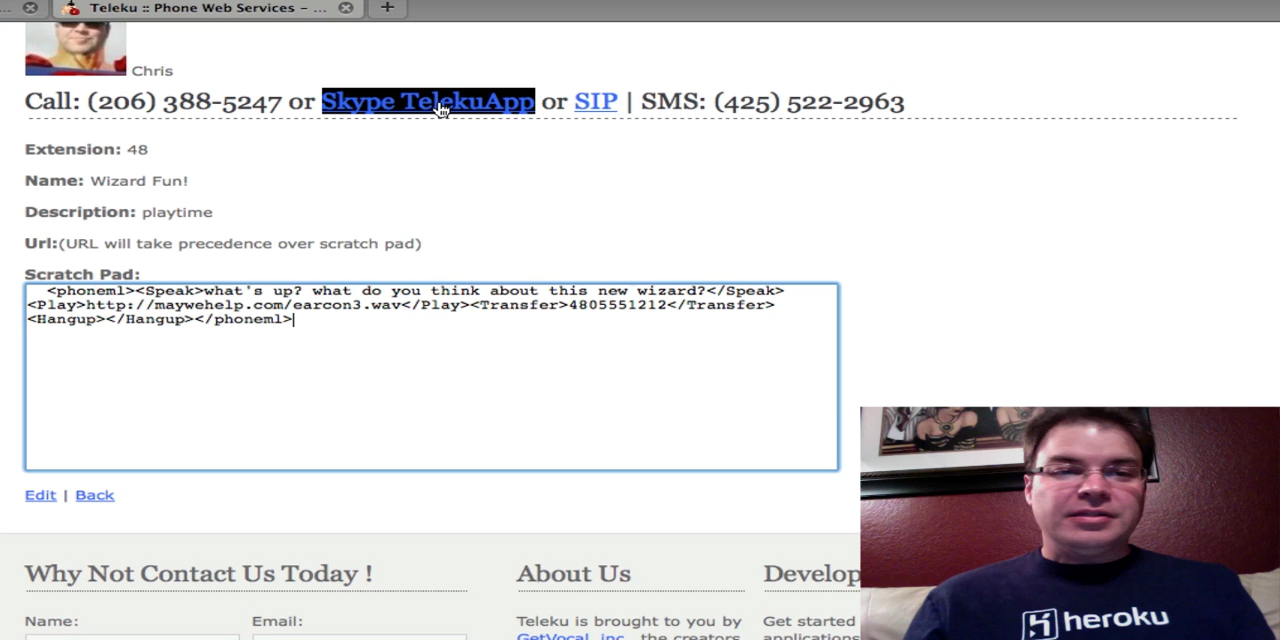 Teleku :: Phone Web Services – ...
Chris
Call: (206) 388-5247 or Skype TelekuApp or SIP | SMS: (425) 522-2963
Extension: 48
Name: Wizard Fun!
Description: playtime
Url:(URL will take precedence over scratch pad)
Scratch Pad:
<phoneml><Speak>what's up? what do you think about this new wizard?</Speak>
<Play>http://maywehelp.com/earcon3.wav</Play><Transfer>4805551212</Transfer>
<Hangup></Hangup></phoneml>
Edit | Back
Why Not Contact Us Today !
About Us
Develop
Name:
Email:
Teleku is brought to you by
GetVocal, inc, the creators
Get started
applications
heroku